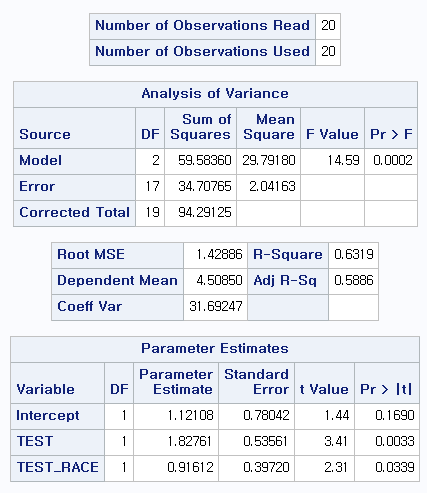 Number of Observations Read 20
Number of Observations Used 20
Analysis of Variance
Source DF Sum of Squares Mean Square F Value Pr > F
Model 2 59.58360 29.79180 14.59 0.0002
Error 17 34.70765 2.04163
Corrected Total 19 94.29125
Root MSE 1.42886 R-Square 0.6319
Dependent Mean 4.50850 Adj R-Sq 0.5886
Coeff Var 31.69247
Parameter Estimates
Variable DF Parameter Estimate Standard Error t Value Pr > |t|
Intercept 1 1.12108 0.78042 1.44 0.1690
TEST 1 1.82761 0.53561 3.41 0.0033
TEST_RACE 1 0.91612 0.39720 2.31 0.0339